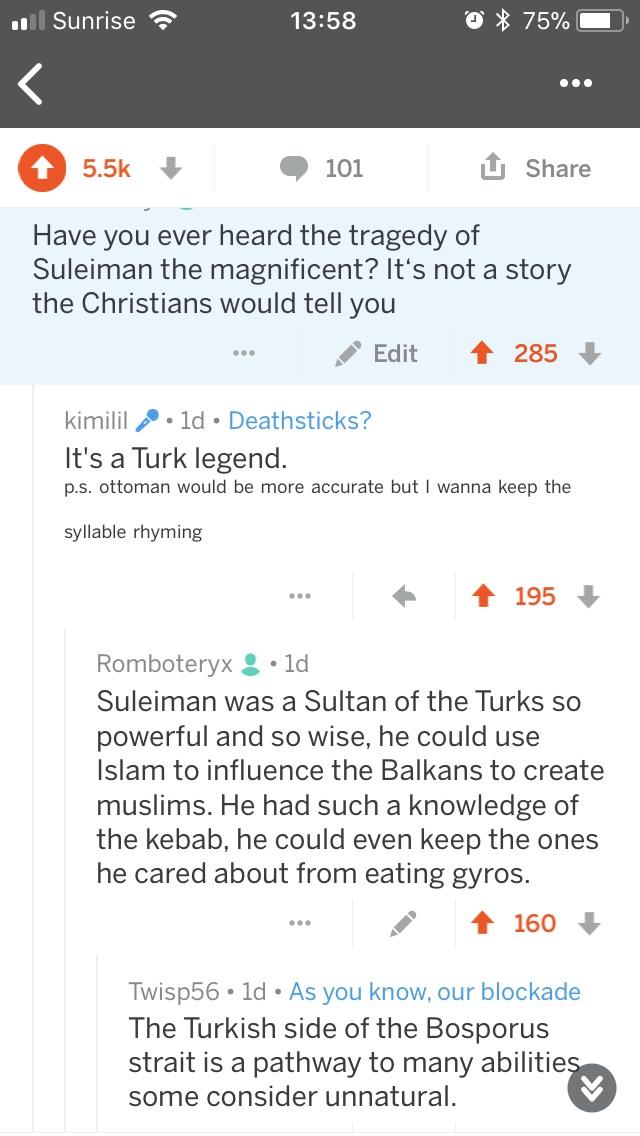 Sunrise 13:58 75%
5.5k 101 Share
Have you ever heard the tragedy of
Suleiman the magnificent? It‘s not a story
the Christians would tell you
Edit 285
kimilil • 1d • Deathsticks?
It's a Turk legend.
p.s. ottoman would be more accurate but I wanna keep the
syllable rhyming
195
Romboteryx • 1d
Suleiman was a Sultan of the Turks so
powerful and so wise, he could use
Islam to influence the Balkans to create
muslims. He had such a knowledge of
the kebab, he could even keep the ones
he cared about from eating gyros.
160
Twisp56 • 1d • As you know, our blockade
The Turkish side of the Bosporus
strait is a pathway to many abilities
some consider unnatural.